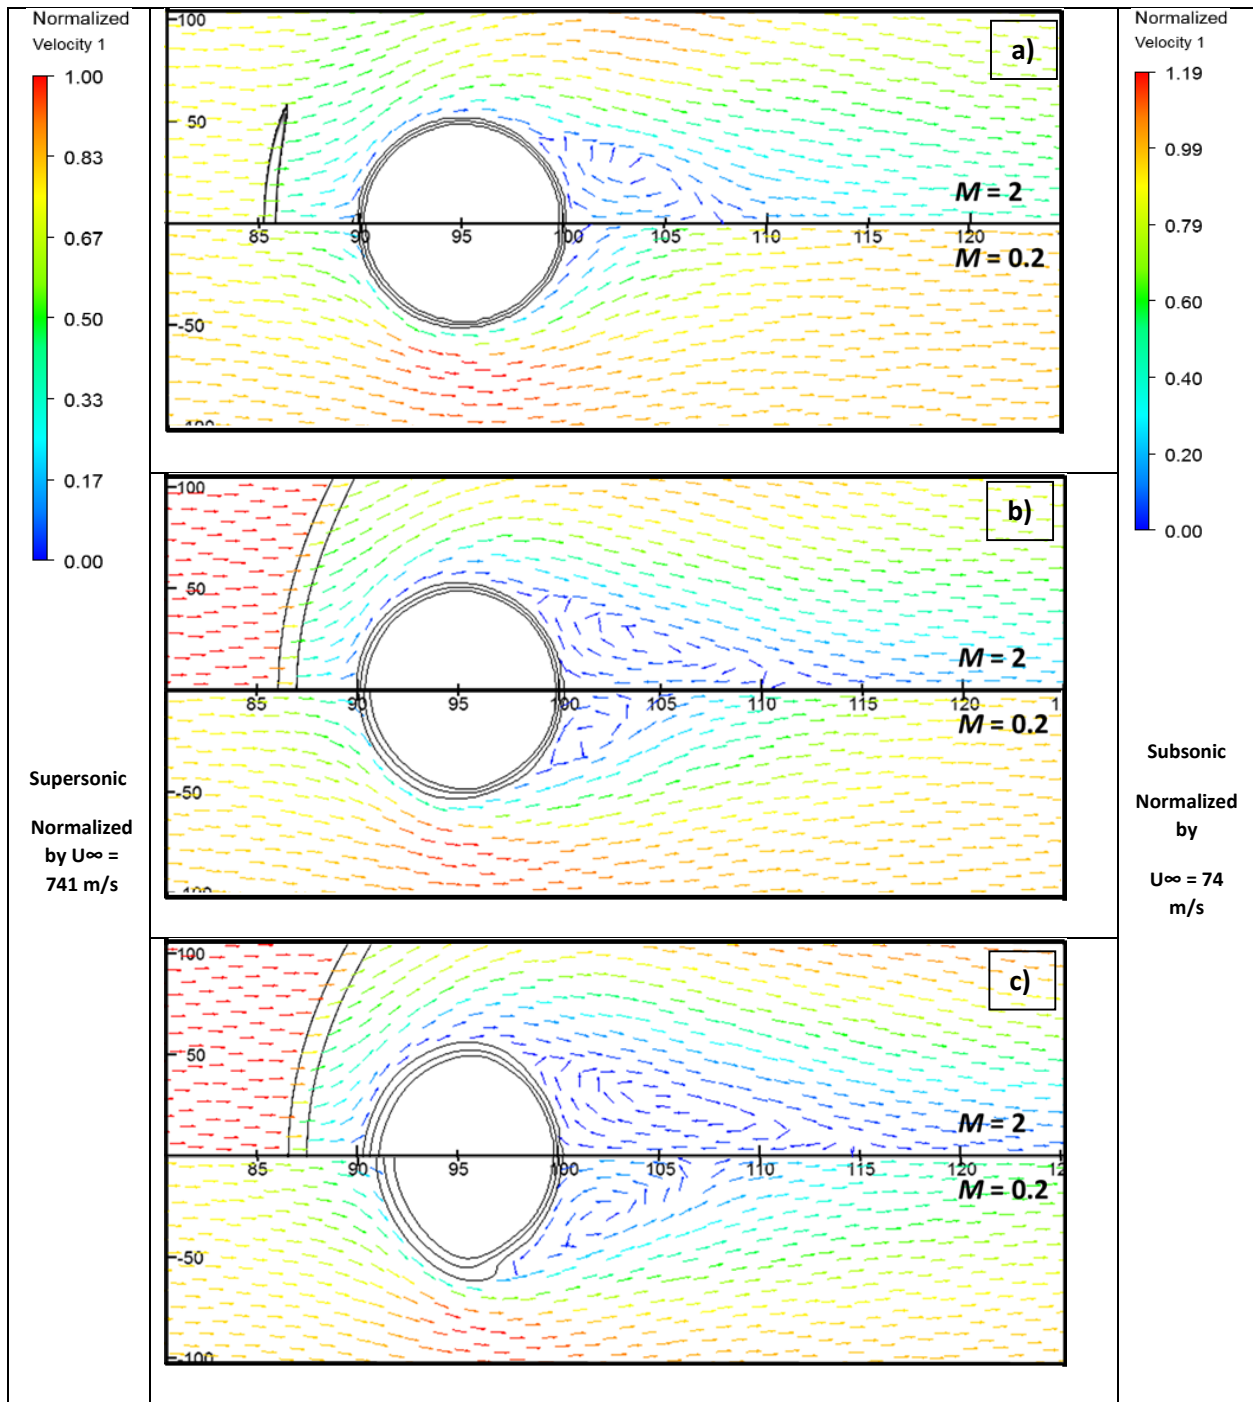 Normalized
Velocity 1
1.00
0.83
0.67
0.50
0.33
0.17
0.00
Supersonic
Normalized
by U∞ =
741 m/s
a)
100
50
M = 2
85 90 95 100 105 110 115 120
M = 0.2
-50
-100
b)
100
50
M = 2
85 90 95 100 105 110 115 120 1
M = 0.2
-50
-100
c)
100
50
M = 2
85 90 95 100 105 110 115 120 12
M = 0.2
-50
-100
Normalized
Velocity 1
1.19
0.99
0.79
0.60
0.40
0.20
0.00
Subsonic
Normalized
by
U∞ = 74
m/s